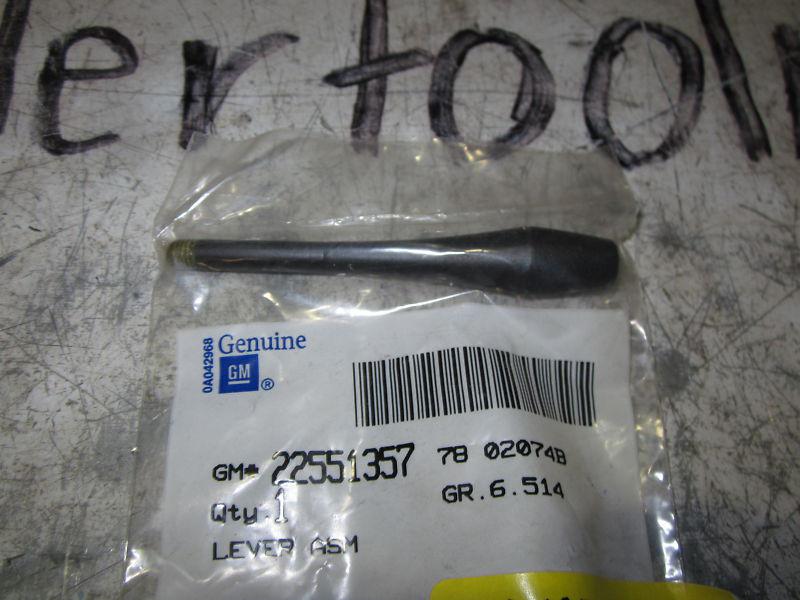 ertool
Genuine
GM ®
0A042968
GM# 22551357 78 02074B
GR.6.514
Qty.1
LEVER ASM